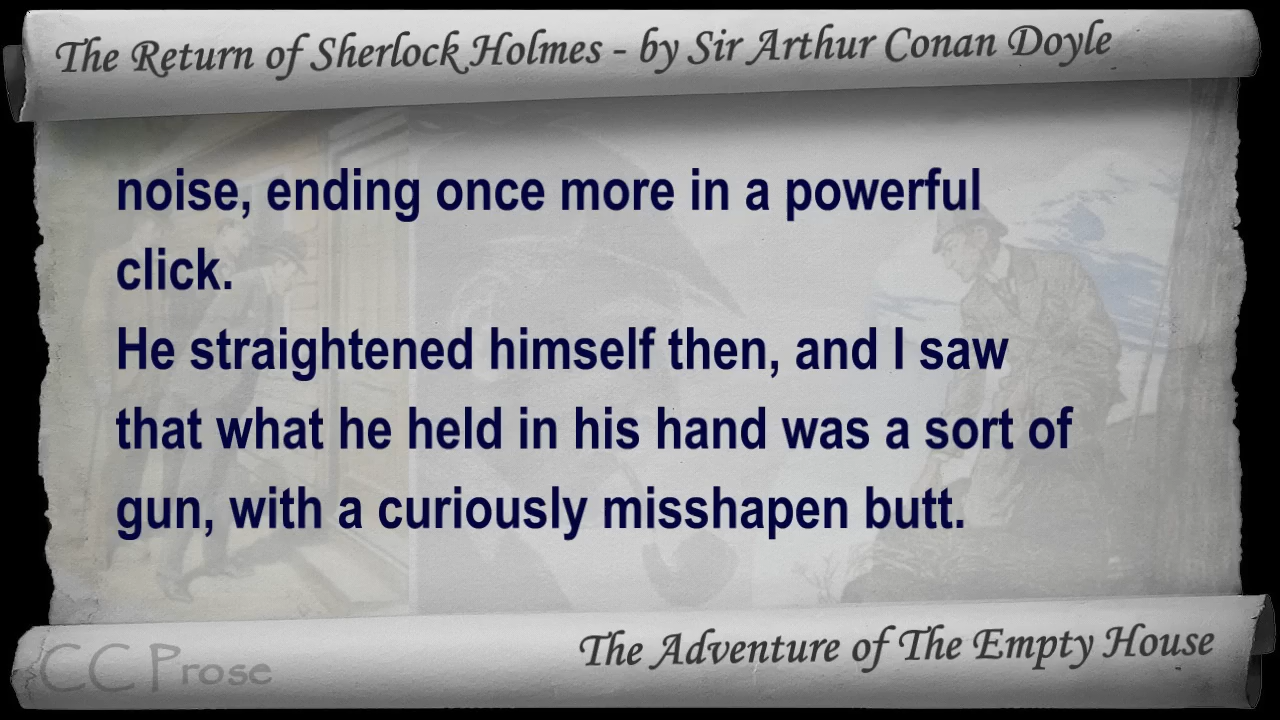 The Return of Sherlock Holmes - by Sir Arthur Conan Doyle
noise, ending once more in a powerful
click.
He straightened himself then, and I saw
that what he held in his hand was a sort of
gun, with a curiously misshapen butt.
The Adventure of The Empty House
CC Prose